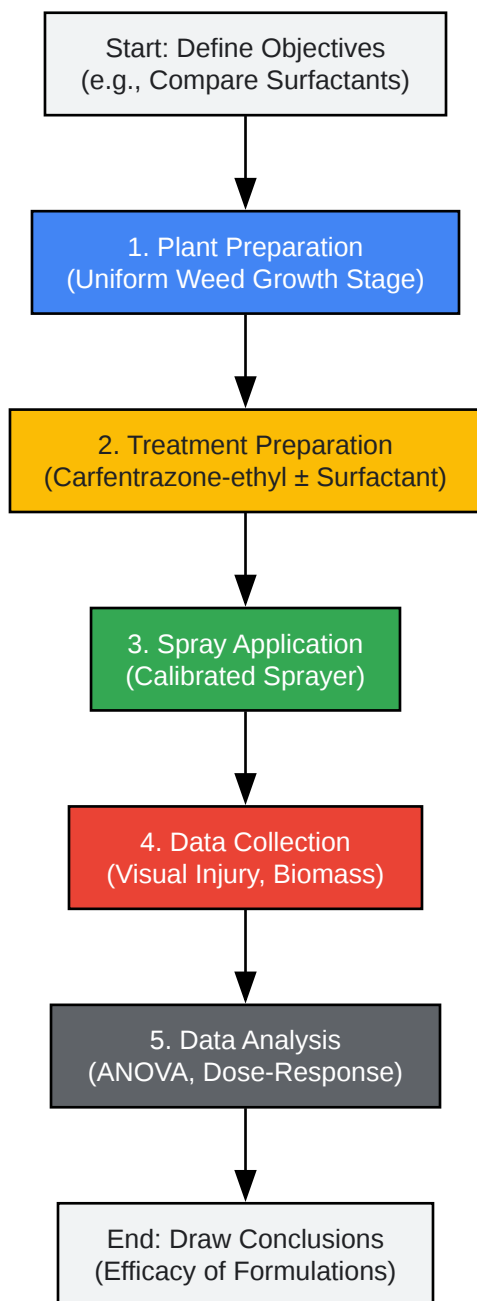 Start: Define Objectives
(e.g., Compare Surfactants)
1. Plant Preparation
(Uniform Weed Growth Stage)
2. Treatment Preparation
(Carfentrazone-ethyl ± Surfactant)
3. Spray Application
(Calibrated Sprayer)
4. Data Collection
(Visual Injury, Biomass)
5. Data Analysis
(ANOVA, Dose-Response)
End: Draw Conclusions
(Efficacy of Formulations)